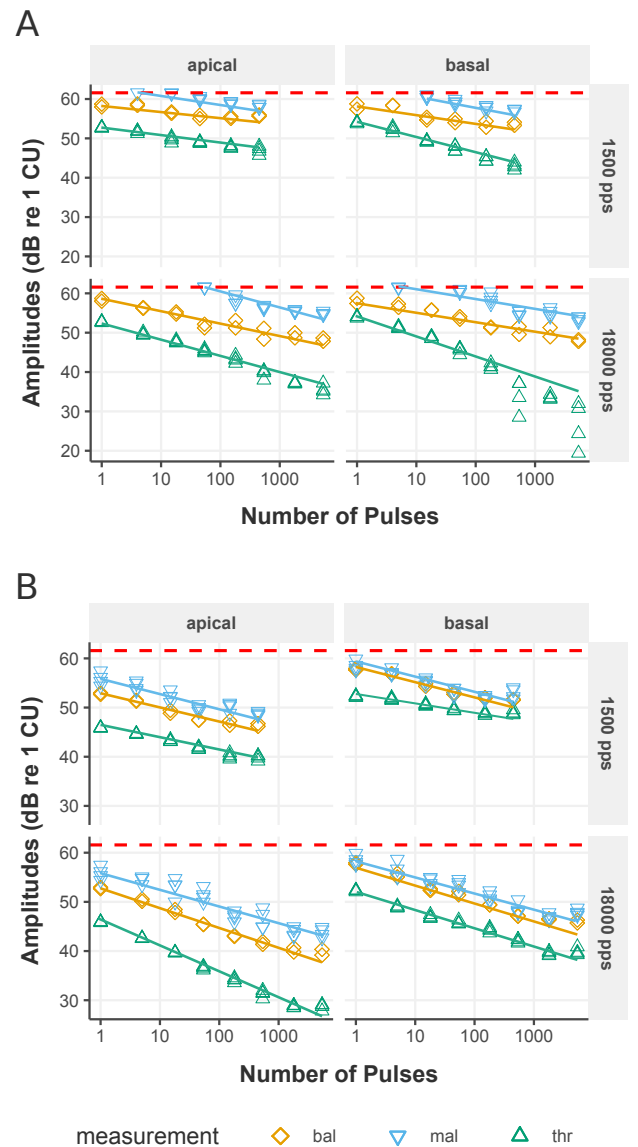 A
apical
basal
60
50
40
30
20
1500 pps
60
50
40
30
20
18000 pps
1 10 100 1000
1 10 100 1000
Amplitudes (dB re 1 CU)
Number of Pulses
B
apical
basal
60
50
40
30
1500 pps
60
50
40
30
18000 pps
1 10 100 1000
1 10 100 1000
Amplitudes (dB re 1 CU)
Number of Pulses
measurement bal mal thr